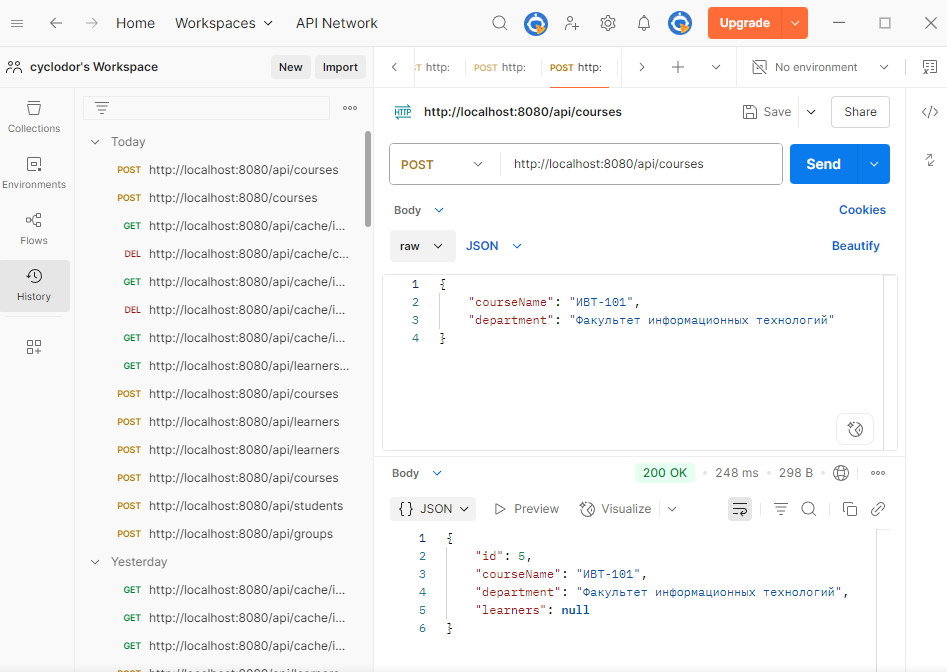 Home Workspaces API Network Upgrade
cyclodor's Workspace New Import http: POST http: POST http: No environment
Collections
Environments
Flows
History
Today
POST http://localhost:8080/api/courses
POST http://localhost:8080/courses
GET http://localhost:8080/api/cache/i...
DEL http://localhost:8080/api/cache/c...
GET http://localhost:8080/api/cache/i...
DEL http://localhost:8080/api/cache/i...
GET http://localhost:8080/api/cache/i...
GET http://localhost:8080/api/learners...
POST http://localhost:8080/api/courses
POST http://localhost:8080/api/learners
POST http://localhost:8080/api/learners
POST http://localhost:8080/api/courses
POST http://localhost:8080/api/students
POST http://localhost:8080/api/groups
Yesterday
GET http://localhost:8080/api/cache/i...
GET http://localhost:8080/api/cache/i...
GET http://localhost:8080/api/cache/i...
HTTP http://localhost:8080/api/courses Save Share
POST http://localhost:8080/api/courses Send
Body Cookies
raw JSON Beautify
1 {
2 "courseName": "ИВТ-101",
3 "department": "Факультет информационных технологий"
4 }
Body 200 OK • 248 ms • 298 B
{} JSON Preview Visualize
1 {
2 "id": 5,
3 "courseName": "ИВТ-101",
4 "department": "Факультет информационных технологий",
5 "learners": null
6 }